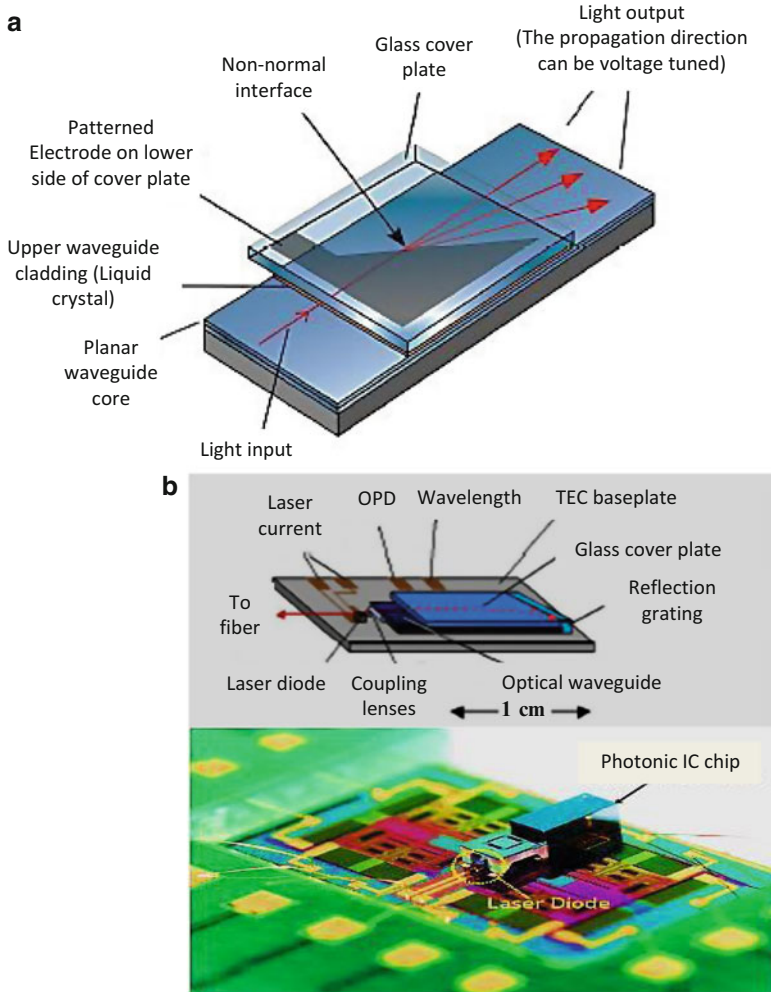 a
Light output
(The propagation direction
can be voltage tuned)
Glass cover
plate
Non-normal
interface
Patterned
Electrode on lower
side of cover plate
Upper waveguide
cladding (Liquid
crystal)
Planar
waveguide
core
Light input
b
Laser
current
OPD
Wavelength
TEC baseplate
Glass cover plate
Reflection
grating
To
fiber
Laser diode
Coupling
lenses
Optical waveguide
1 cm
Photonic IC chip
Laser Diode